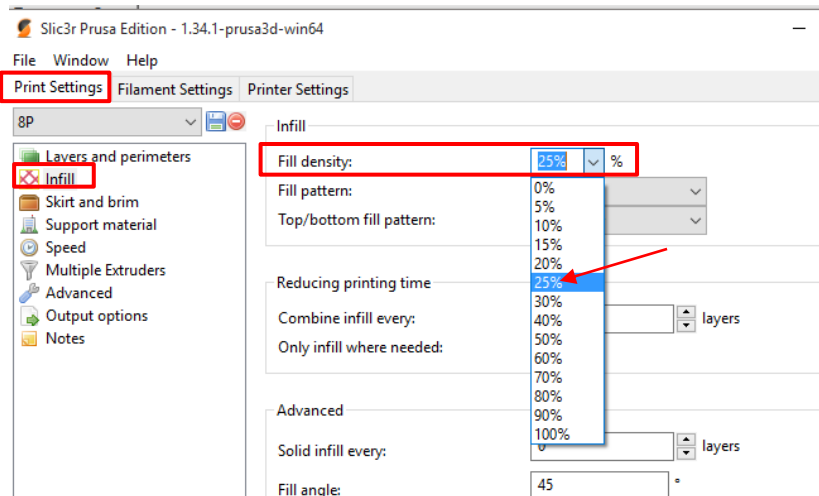 Slic3r Prusa Edition - 1.34.1-prusa3d-win64
File Window Help
Print Settings Filament Settings Printer Settings
8P
Layers and perimeters
Infill
Skirt and brim
Support material
Speed
Multiple Extruders
Advanced
Output options
Notes
Infill
Fill density: 25% %
Fill pattern:
Top/bottom fill pattern:
0%
5%
10%
15%
20%
25%
30%
40%
50%
60%
70%
80%
90%
100%
Reducing printing time
Combine infill every: layers
Only infill where needed:
Advanced
Solid infill every: 0 layers
Fill angle: 45 °